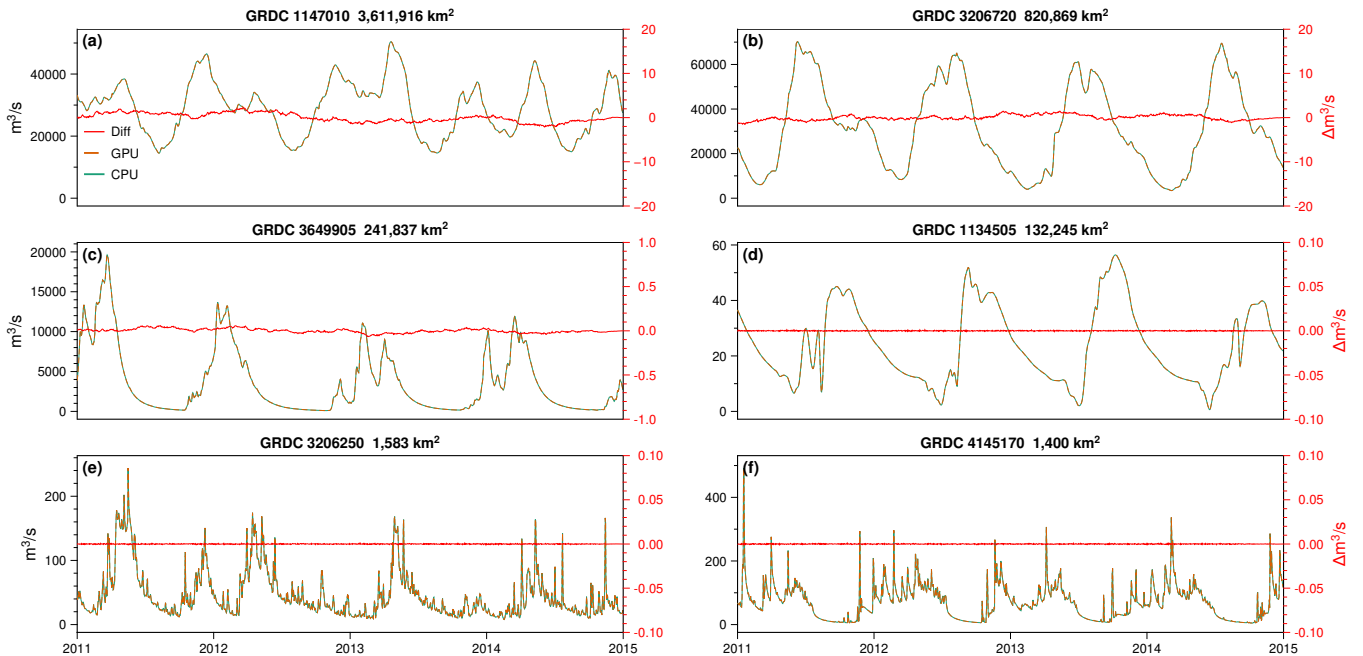 GRDC 1147010 3,611,916 km²
(a)
40000
20000
0
m³/s
Diff
GPU
CPU
20
10
0
−10
−20
GRDC 3206720 820,869 km²
(b)
80000
60000
40000
20000
0
20
10
0
−10
−20
Δm³/s
GRDC 3649905 241,837 km²
(c)
20000
15000
10000
5000
0
m³/s
1.0
0.5
0.0
−0.5
−1.0
GRDC 1134505 132,245 km²
(d)
60
40
20
0
0.10
0.05
0.00
−0.05
−0.10
Δm³/s
GRDC 3206250 1,583 km²
(e)
200
100
0
m³/s
0.10
0.05
0.00
−0.05
−0.10
2011 2012 2013 2014 2015
GRDC 4145170 1,400 km²
(f)
400
200
0
0.10
0.05
0.00
−0.05
−0.10
Δm³/s
2011 2012 2013 2014 2015